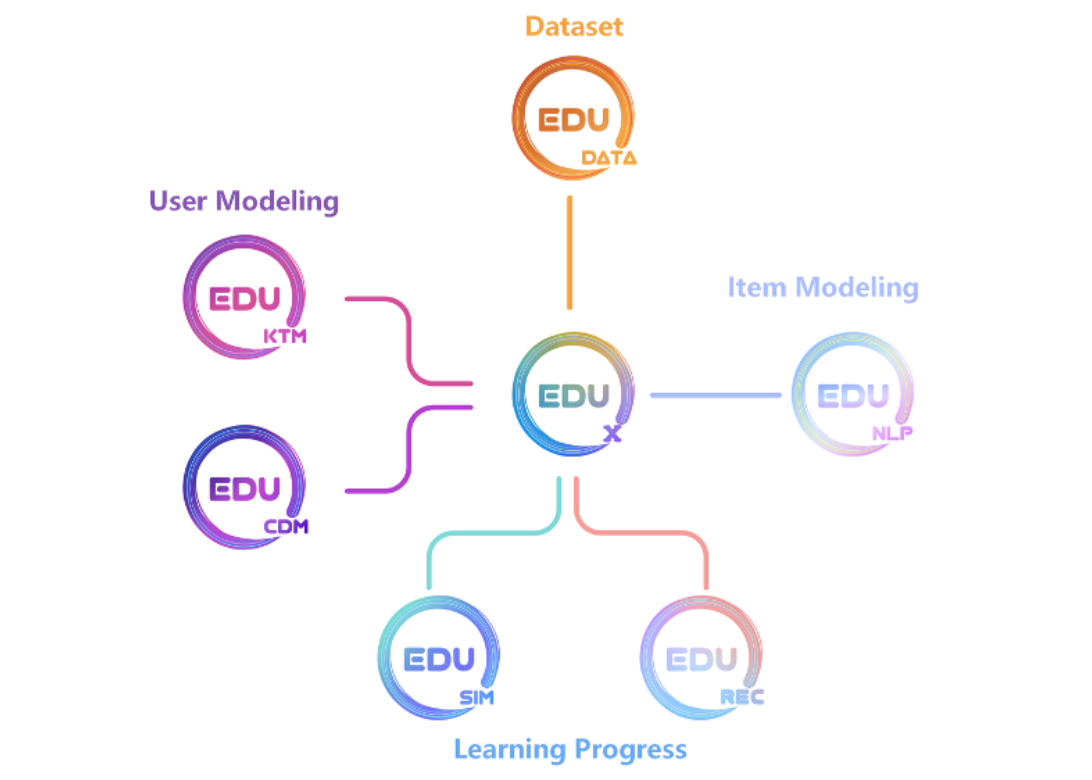 Dataset
EDU
DATA
User Modeling
EDU
KTM
Item Modeling
EDU
X
EDU
NLP
EDU
CDM
EDU
SIM
EDU
REC
Learning Progress